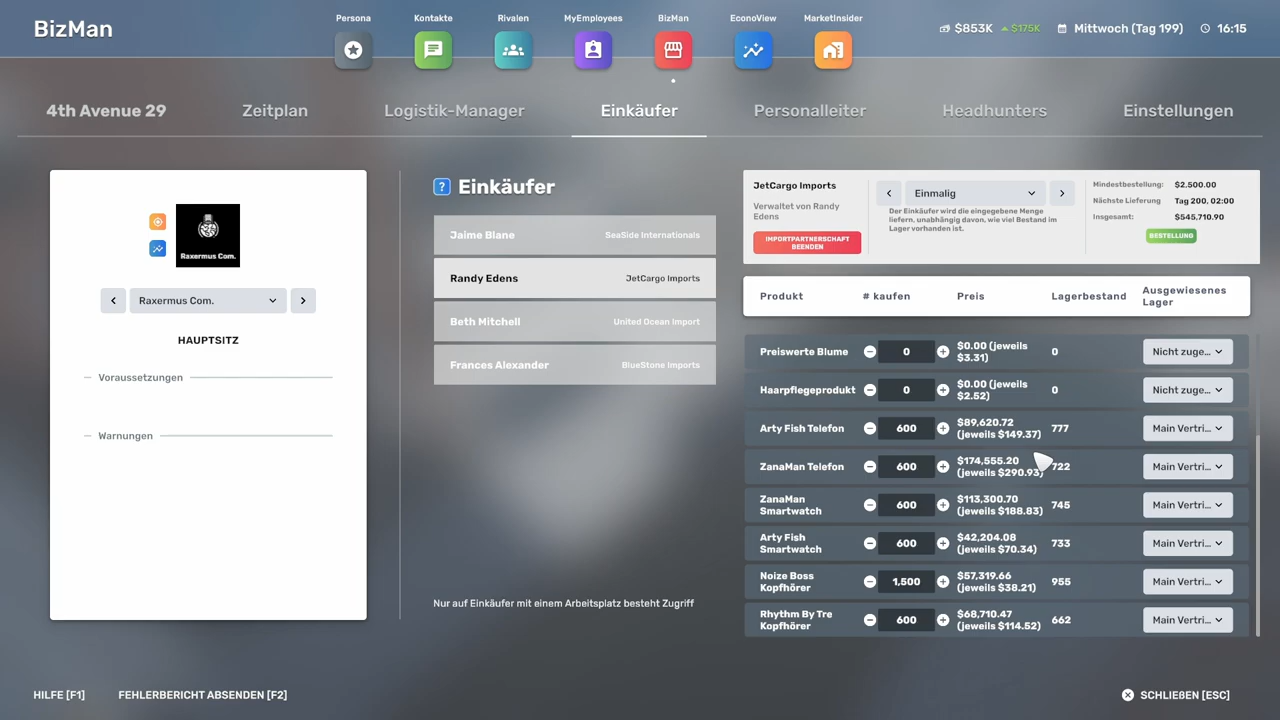 BizMan
Persona
Kontakte
Rivalen
MyEmployees
BizMan
EconoView
MarketInsider
$853K
$175K
Mittwoch (Tag 199)
16:15
4th Avenue 29
Zeitplan
Logistik-Manager
Einkäufer
Personalleiter
Headhunters
Einstellungen
Raxermus Com.
Raxermus Com.
HAUPTSITZ
Voraussetzungen
Warnungen
? Einkäufer
Jaime Blane SeaSide Internationals
Randy Edens JetCargo Imports
Beth Mitchell United Ocean Import
Frances Alexander BlueStone Imports
Nur auf Einkäufer mit einem Arbeitsplatz besteht Zugriff
JetCargo Imports
Verwaltet von Randy
Edens
IMPORTPARTNERSCHAFT
BEENDEN
Einmalig
Der Einkäufer wird die eingegebene Menge
liefern, unabhängig davon, wie viel Bestand im
Lager vorhanden ist.
Mindestbestellung: $2,500.00
Nächste Lieferung Tag 200, 02:00
Insgesamt: $545,710.90
BESTELLUNG
Produkt # kaufen Preis Lagerbestand Ausgewiesenes
Lager
Preiswerte Blume 0 $0.00 (jeweils
$3.31) 0 Nicht zuge...
Haarpflegeprodukt 0 $0.00 (jeweils
$2.52) 0 Nicht zuge...
Arty Fish Telefon 600 $89,620.72
(jeweils $149.37) 777 Main Vertri...
ZanaMan Telefon 600 $174,555.20
(jeweils $290.93) 722 Main Vertri...
ZanaMan
Smartwatch 600 $113,300.70
(jeweils $188.83) 745 Main Vertri...
Arty Fish
Smartwatch 600 $42,204.08
(jeweils $70.34) 733 Main Vertri...
Noize Boss
Kopfhörer 1,500 $57,319.66
(jeweils $38.21) 955 Main Vertri...
Rhythm By Tre
Kopfhörer 600 $68,710.47
(jeweils $114.52) 662 Main Vertri...
HILFE [F1]
FEHLERBERICHT ABSENDEN [F2]
SCHLIEẞEN [ESC]